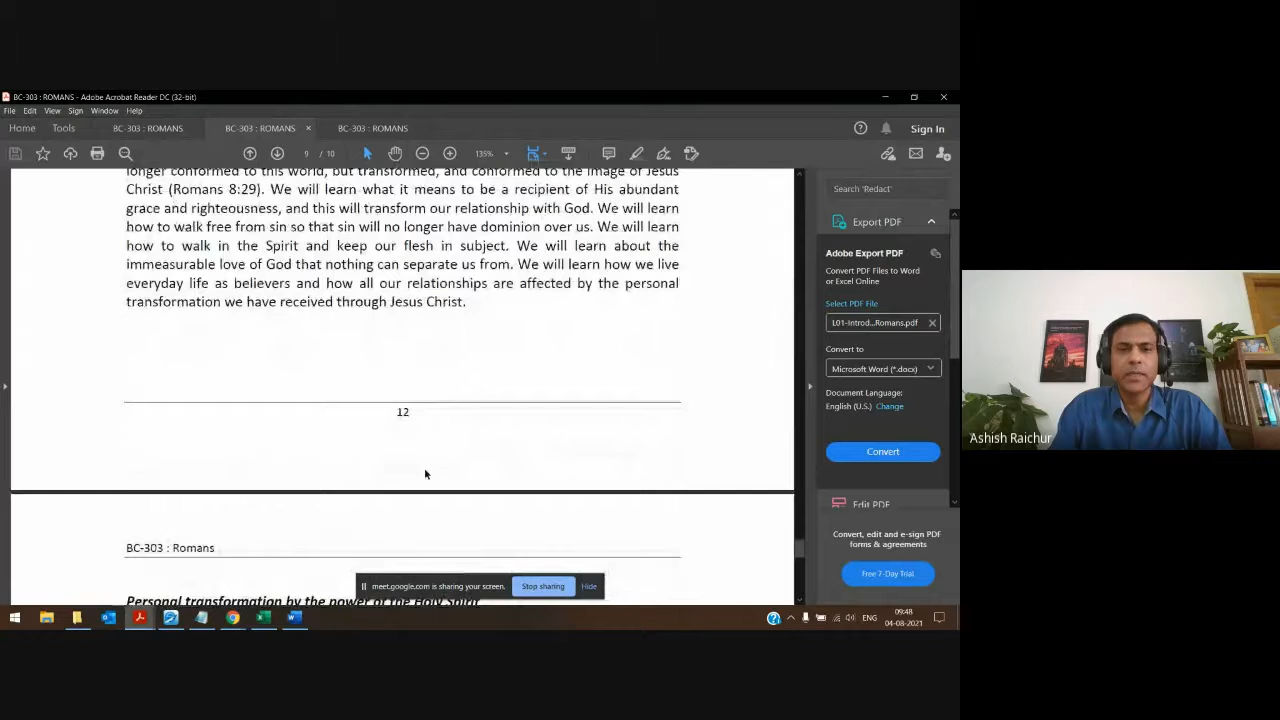 BC-303 : ROMANS - Adobe Acrobat Reader DC (32-bit)
File Edit View Sign Window Help
Home Tools BC-303 : ROMANS BC-303 : ROMANS × BC-303 : ROMANS Sign In
9 / 10 135%
longer conformed to this world, but transformed, and conformed to the image of Jesus
Christ (Romans 8:29). We will learn what it means to be a recipient of His abundant
grace and righteousness, and this will transform our relationship with God. We will learn
how to walk free from sin so that sin will no longer have dominion over us. We will learn
how to walk in the Spirit and keep our flesh in subject. We will learn about the
immeasurable love of God that nothing can separate us from. We will learn how we live
everyday life as believers and how all our relationships are affected by the personal
transformation we have received through Jesus Christ.
12
BC-303 : Romans
Personal transformation by the power of the Holy Spirit
meet.google.com is sharing your screen. Stop sharing Hide
Search 'Redact'
Export PDF
Adobe Export PDF
Convert PDF Files to Word
or Excel Online
Select PDF File
L01-Introd...Romans.pdf
Convert to
Microsoft Word (*.docx)
Document Language:
English (U.S.) Change
Convert
Edit PDF
Convert, edit and e-sign PDF
forms & agreements
Free 7-Day Trial
ENG
09:48
04-08-2021
Ashish Raichur